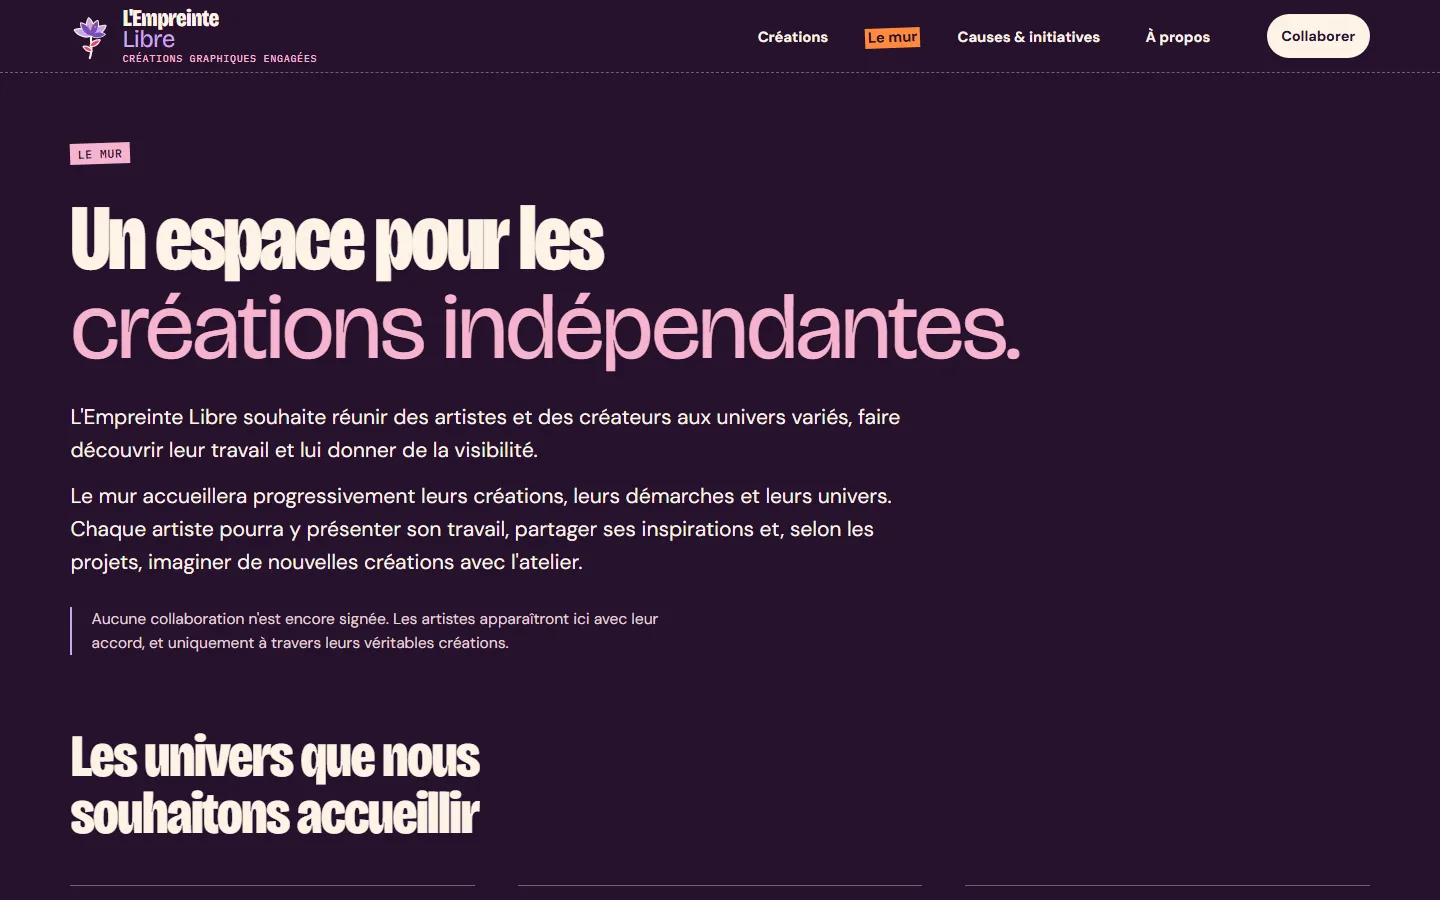 L'Empreinte
Libre
CRÉATIONS GRAPHIQUES ENGAGÉES
Créations
Le mur
Causes & initiatives
À propos
Collaborer
LE MUR
Un espace pour les
créations indépendantes.
L'Empreinte Libre souhaite réunir des artistes et des créateurs aux univers variés, faire
découvrir leur travail et lui donner de la visibilité.
Le mur accueillera progressivement leurs créations, leurs démarches et leurs univers.
Chaque artiste pourra y présenter son travail, partager ses inspirations et, selon les
projets, imaginer de nouvelles créations avec l'atelier.
Aucune collaboration n'est encore signée. Les artistes apparaîtront ici avec leur
accord, et uniquement à travers leurs véritables créations.
Les univers que nous
souhaitons accueillir